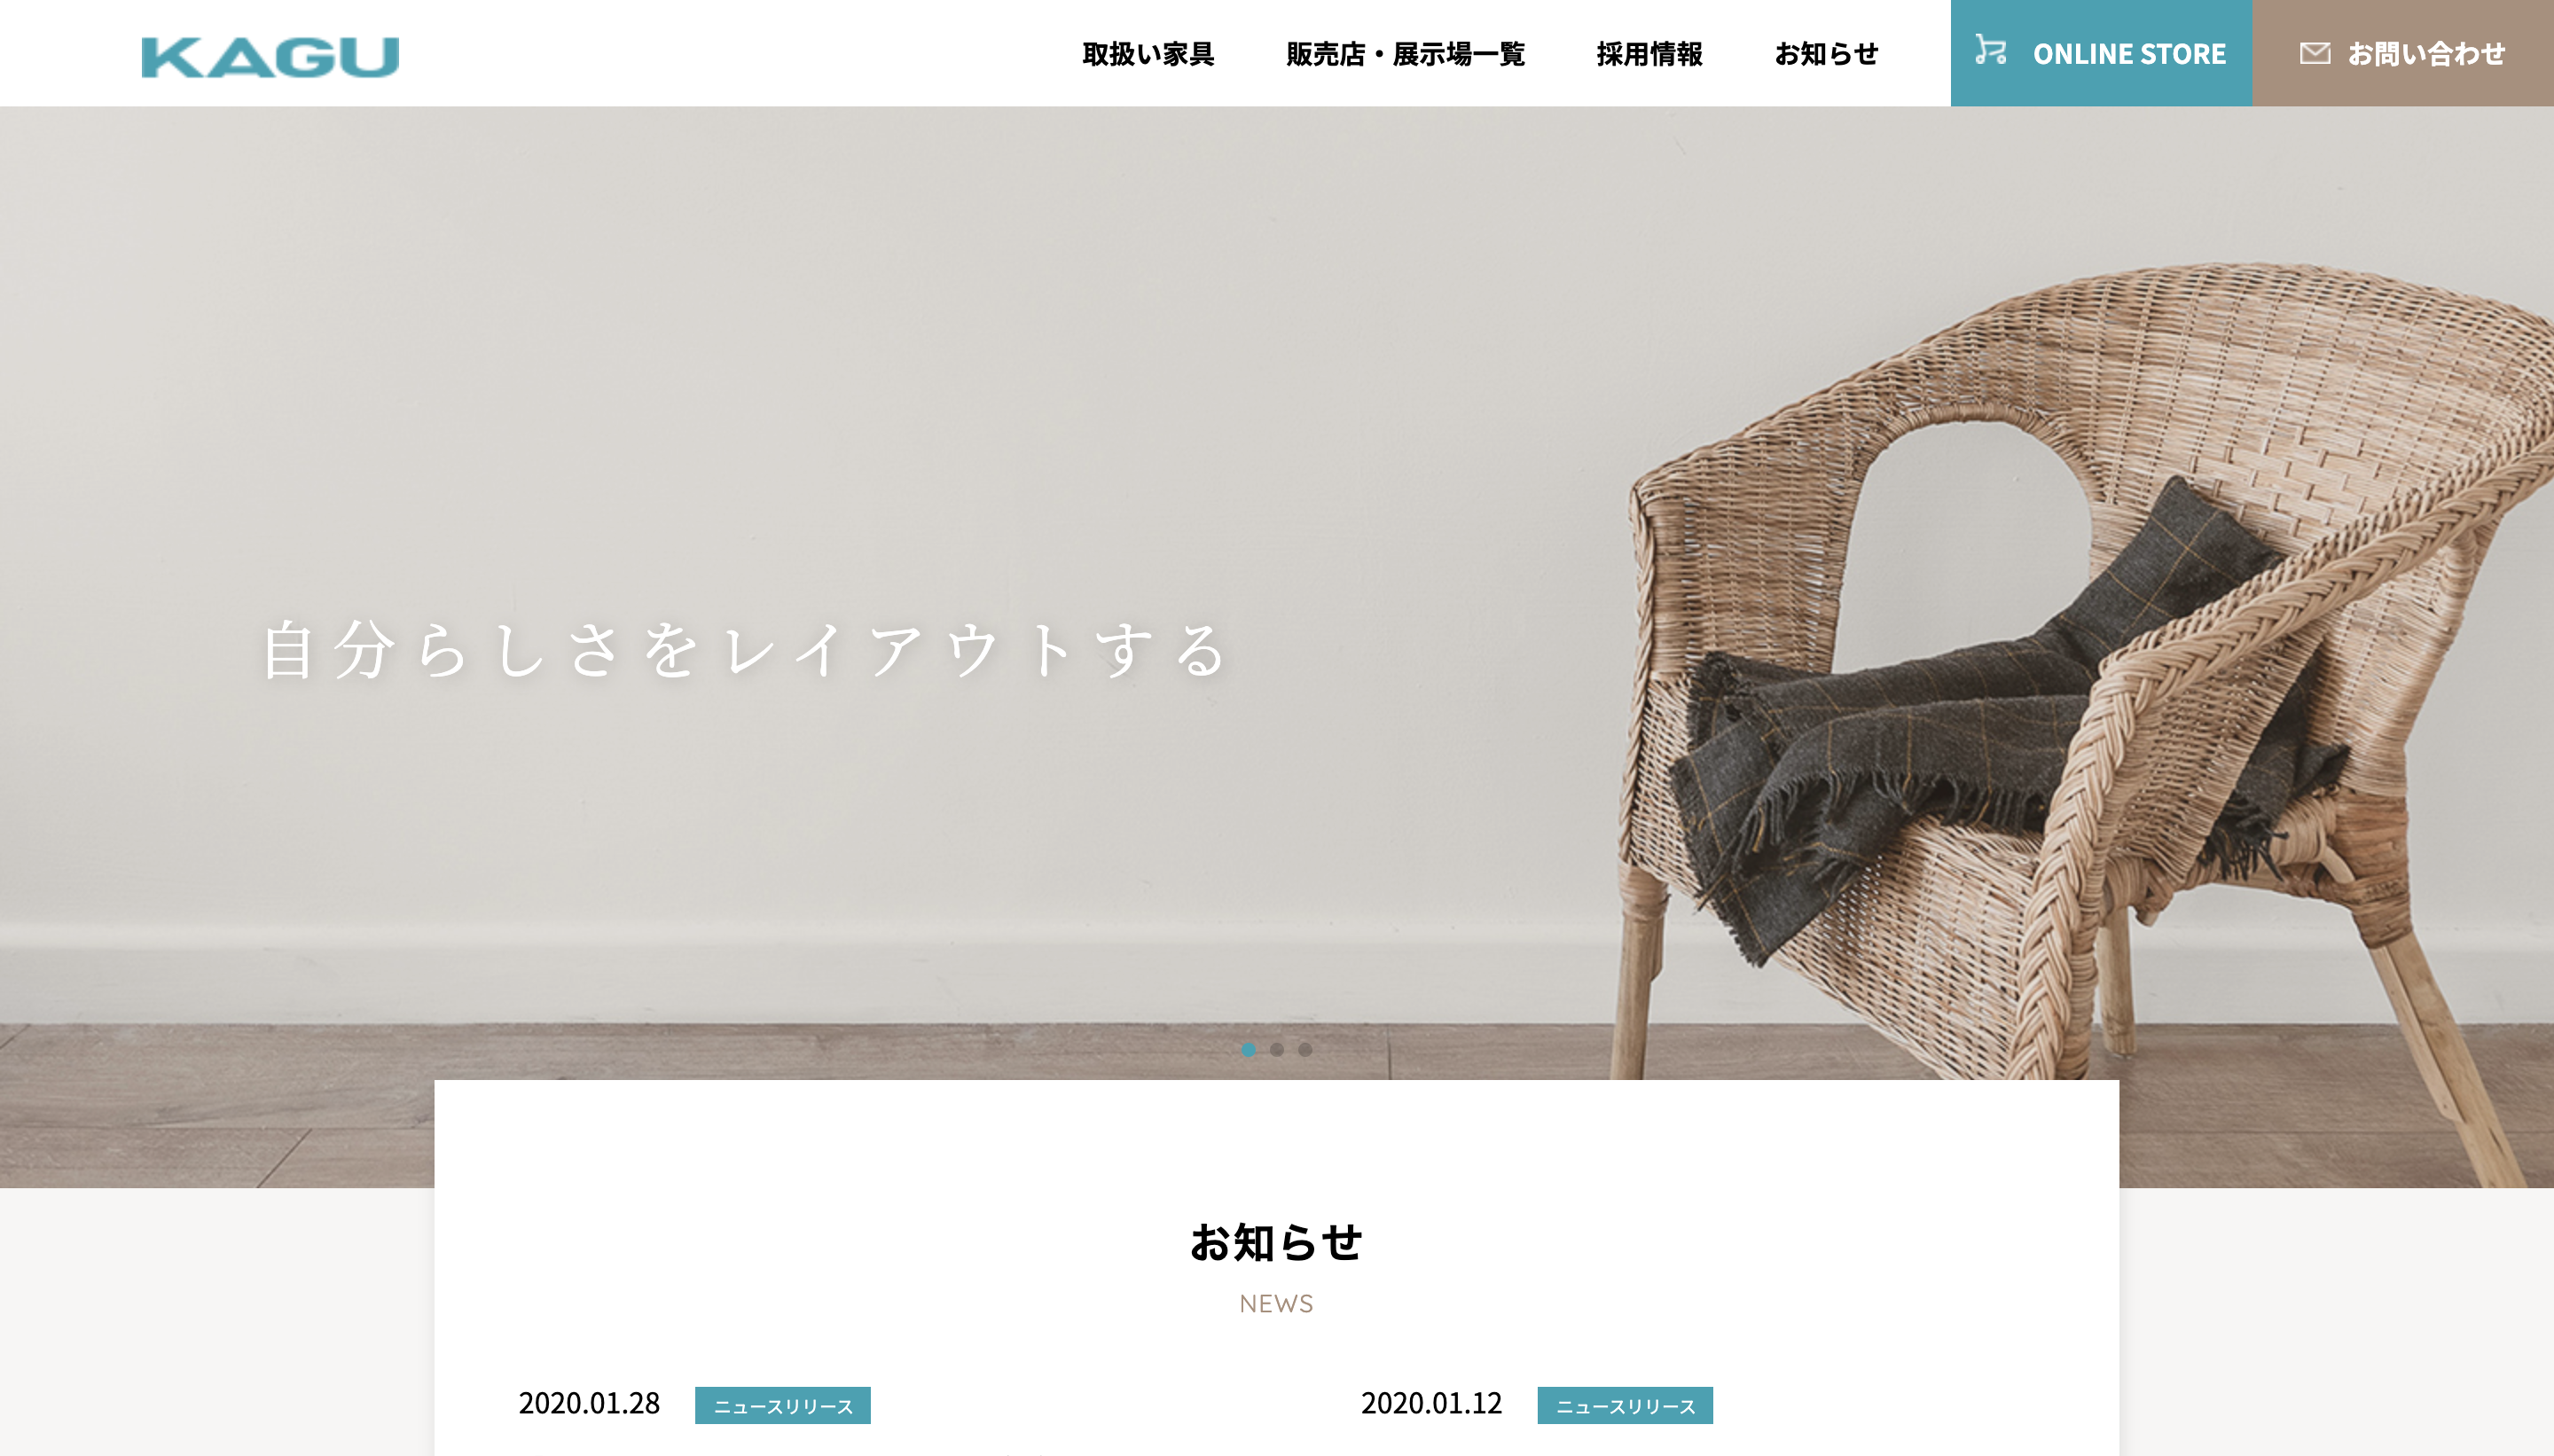 KAGU
取扱い家具
販売店・展示場一覧
採用情報
お知らせ
ONLINE STORE
お問い合わせ
自分らしさをレイアウトする
お知らせ
NEWS
2020.01.28 ニュースリリース
2020.01.12 ニュースリリース